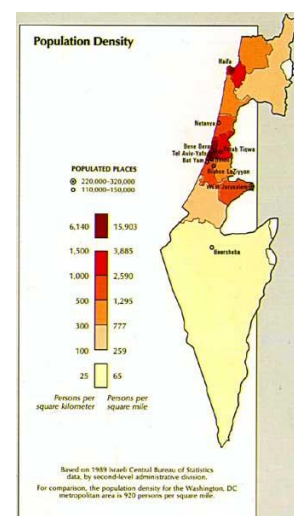 Population Density
Haifa
Netanya
Bene Beraq
Petah Tiqwa
Tel Aviv-Yafo
Bat Yam
Holon
Rishon LeZiyyon
West Jerusalem
Beersheba
POPULATED PLACES
220,000-320,000
110,000-150,000
6,140 15,903
1,500 3,885
1,000 2,590
500 1,295
300 777
100 259
25 65
Persons per square kilometer
Persons per square mile
Based on 1989 Israeli Central Bureau of Statistics
data, by second-level administrative division.
For comparison, the population density for the Washington, DC
metropolitan area is 920 persons per square mile.